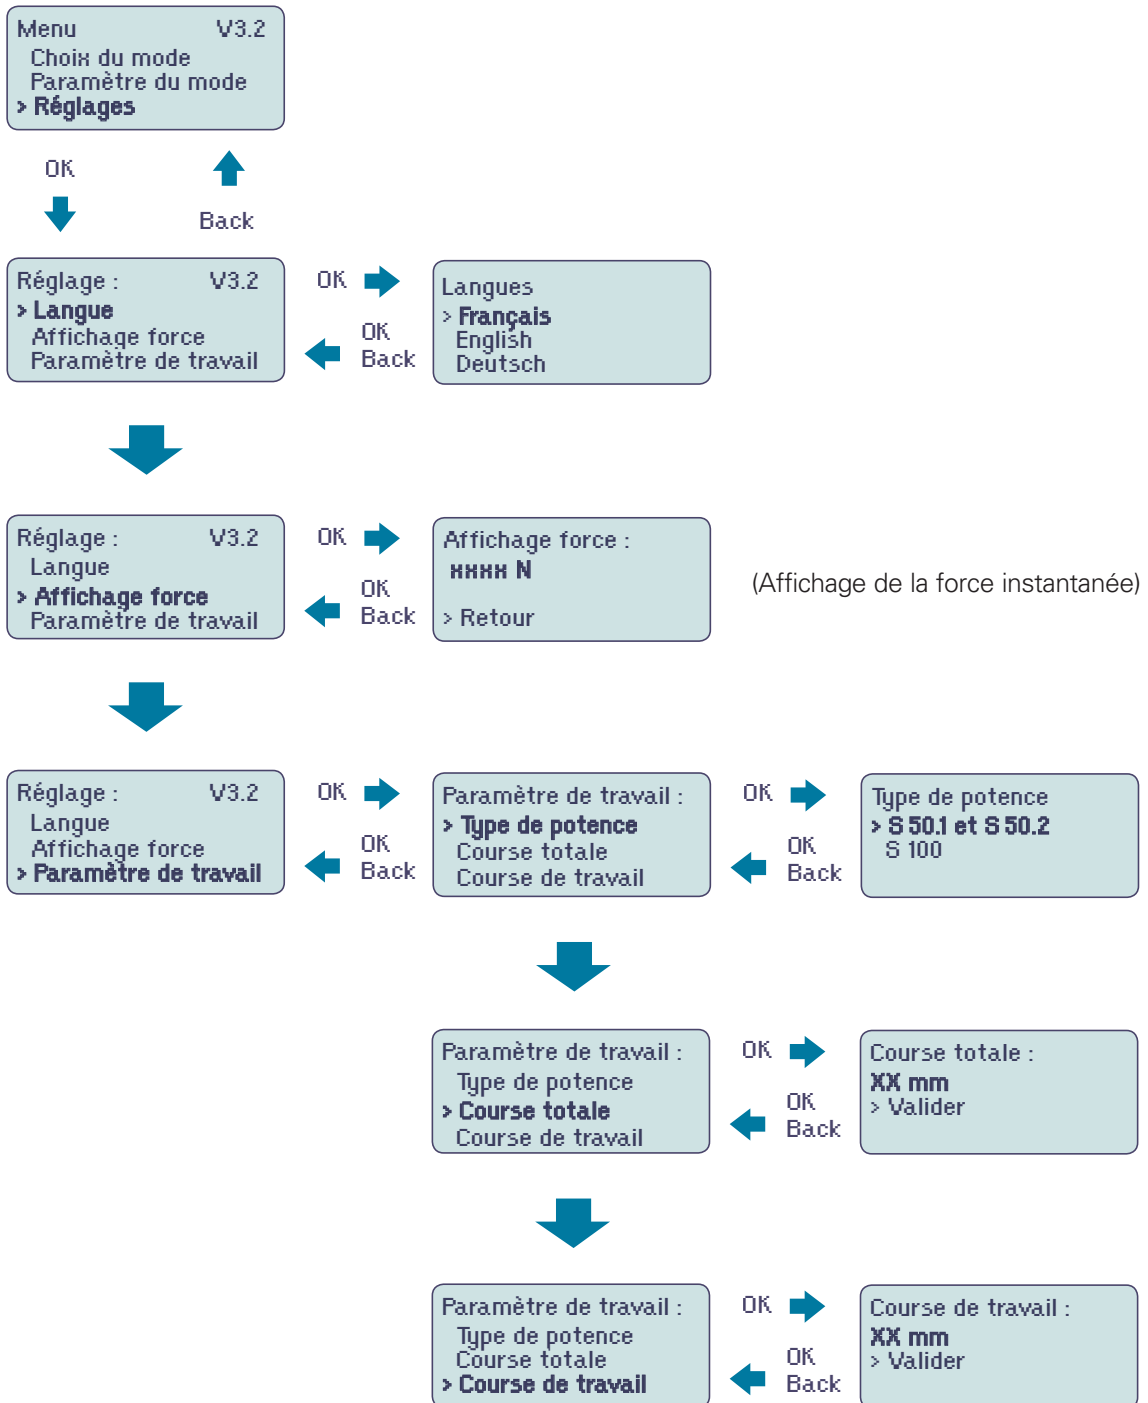 Menu V3.2
Choix du mode
Paramètre du mode
> Réglages
OK
Back
Réglage : V3.2
> Langue
Affichage force
Paramètre de travail
OK
OK
Back
Langues
> Français
English
Deutsch
Réglage : V3.2
Langue
> Affichage force
Paramètre de travail
OK
OK
Back
Affichage force :
xxxx N
> Retour
(Affichage de la force instantanée)
Réglage : V3.2
Langue
Affichage force
> Paramètre de travail
OK
OK
Back
Paramètre de travail :
> Type de potence
Course totale
Course de travail
OK
OK
Back
Type de potence
> S 50.1 et S 50.2
S 100
Paramètre de travail :
Type de potence
> Course totale
Course de travail
OK
OK
Back
Course totale :
XX mm
> Valider
Paramètre de travail :
Type de potence
Course totale
> Course de travail
OK
OK
Back
Course de travail :
XX mm
> Valider